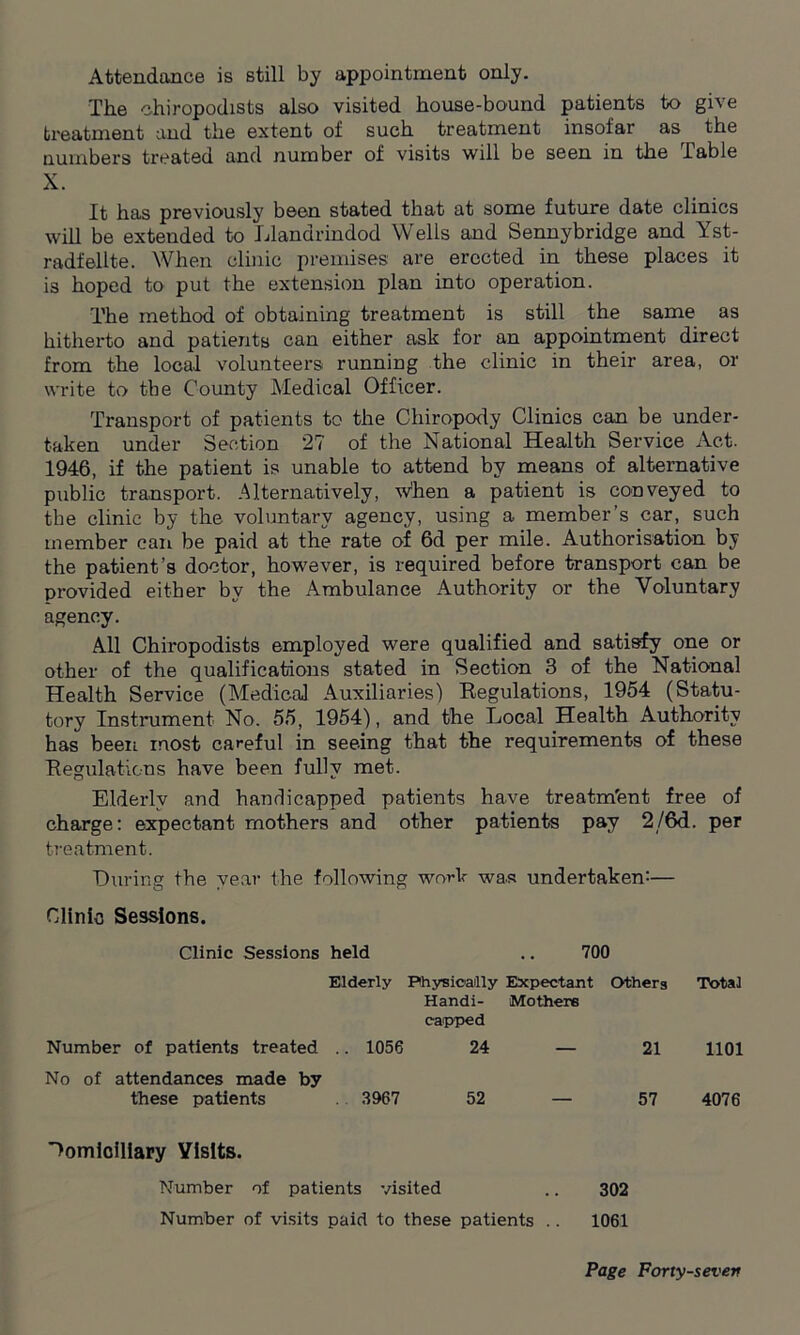 Attendance is still by appointment only.
The chiropodists also visited house-bound patients to give
treatment and the extent of such treatment insofar as the
numbers treated and number of visits will be seen in the Table
X.
It has previously been stated that at some future date clinics
will be extended to Llandrindod Wells and Sennybridge and Yst-
radfellte. When clinic premises are erected in these places it
is hoped to put the extension plan into operation.
The method of obtaining treatment is still the same as
hitherto and patients can either ask for an appointment direct
from the local volunteers running the clinic in their area, or
write to the County Medical Officer.
Transport of patients to the Chiropody Clinics can be under-
taken under Section 27 of the National Health Service Act.
1946, if the patient is unable to attend by means of alternative
public transport. Alternatively, when a patient is conveyed to
the clinic by the voluntary agency, using a member's car, such
member can be paid at the rate of 6d per mile. Authorisation by
the patient's doctor, however, is required before transport can be
provided either by the Ambulance Authority or the Voluntary
agency.
All Chiropodists employed were qualified and satisfy one or
other of the qualifications stated in Section 3 of the National
Health Service (Medical Auxiliaries) Regulations, 1954 (Statu-
tory Instrument No. 55, 1954), and the Local Health Authority
has been most careful in seeing that the requirements of these
Regulations have been fully met.
Elderly and handicapped patients have treatment free of
charge: expectant mothers and other patients pay 2/6d. per
treatment.
During the year the following work was undertaken:—
Clinic Sessions.
Clinic Sessions held .. 700
Elderly Physically Expectant Others Total
Handi- Mothers
capped
Number of patients treated .. 1056 24 — 21 1101
No of attendances made by
these patients .. 3967 52 — 57 4076
Domiciliary Visits.
Number of patients visited .. 302
Number of visits paid to these patients .. 1061
Page Forty-seven